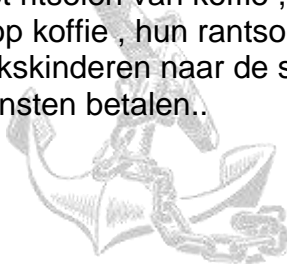 ritselen van koffie ,
op koffie , hun rantso
kskinderen naar de s
nsten betalen..